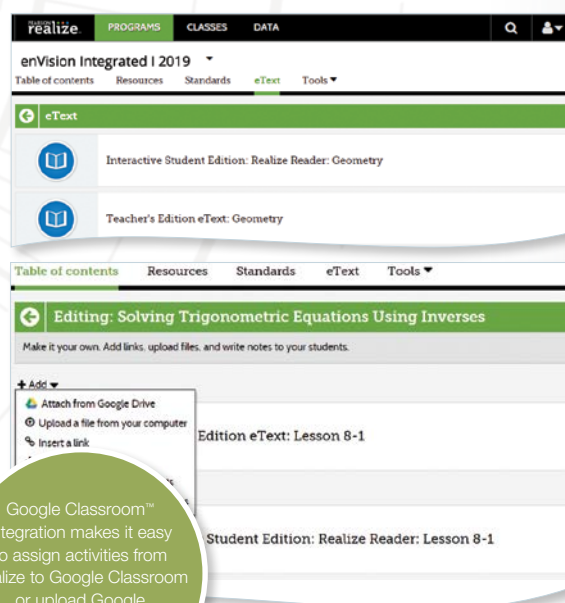 PEARSON
realize. PROGRAMS CLASSES DATA
enVision Integrated I 2019
Table of contents Resources Standards eText Tools
eText
Interactive Student Edition: Realize Reader: Geometry
Teacher's Edition eText: Geometry
Table of contents Resources Standards eText Tools
Editing: Solving Trigonometric Equations Using Inverses
Make it your own. Add links, upload files, and write notes to your students.
+ Add
Attach from Google Drive
Upload a file from your computer
Insert a link
Edition eText: Lesson 8-1
Student Edition: Realize Reader: Lesson 8-1
Google Classroom™
tegration makes it easy
o assign activities from
alize to Google Classroom
or upload Google